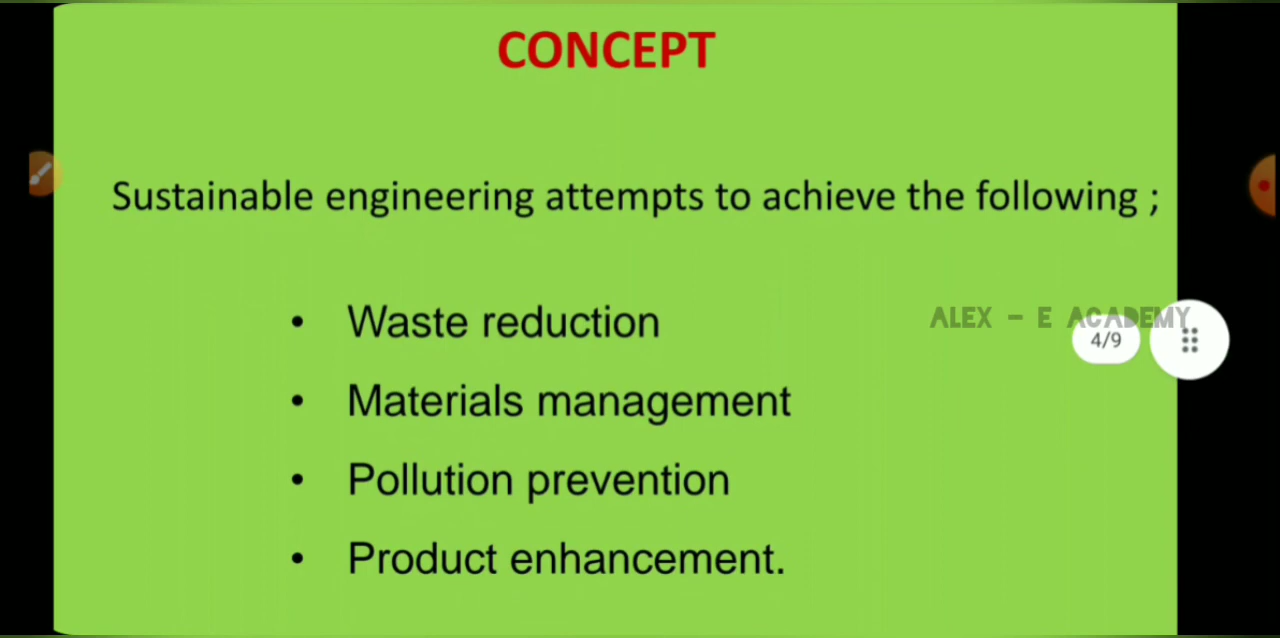 CONCEPT
Sustainable engineering attempts to achieve the following ;
• Waste reduction
ALEX - E ACADEMY
4/9
• Materials management
• Pollution prevention
• Product enhancement.